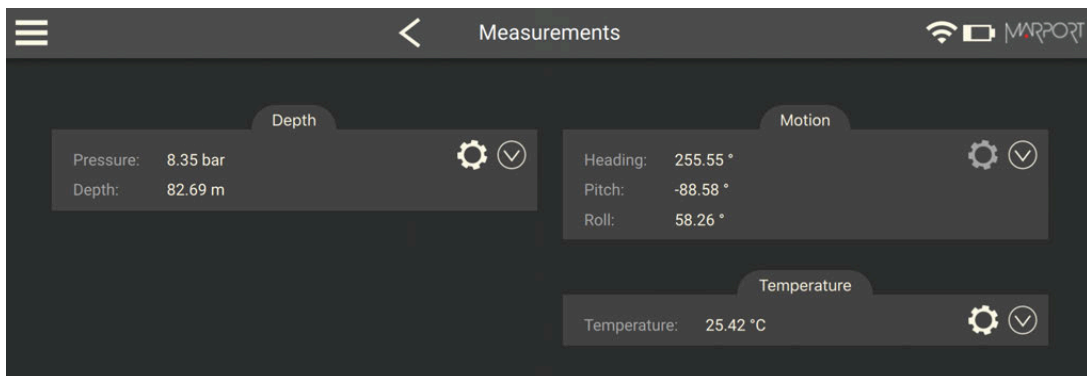 Measurements
MARPORT
Depth
Pressure: 8.35 bar
Depth: 82.69 m
Motion
Heading: 255.55 °
Pitch: -88.58 °
Roll: 58.26 °
Temperature
Temperature: 25.42 °C